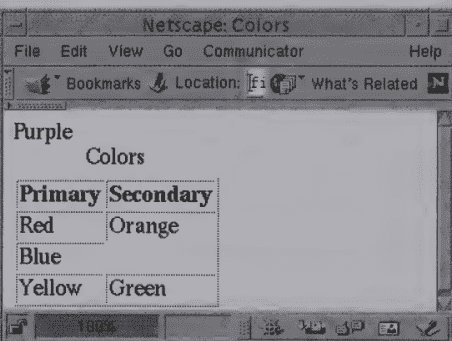 Netscape: Colors
File Edit View Go Communicator Help
Bookmarks Location: fi What's Related N
Purple
Colors
Primary Secondary
Red Orange
Blue
Yellow Green
100%